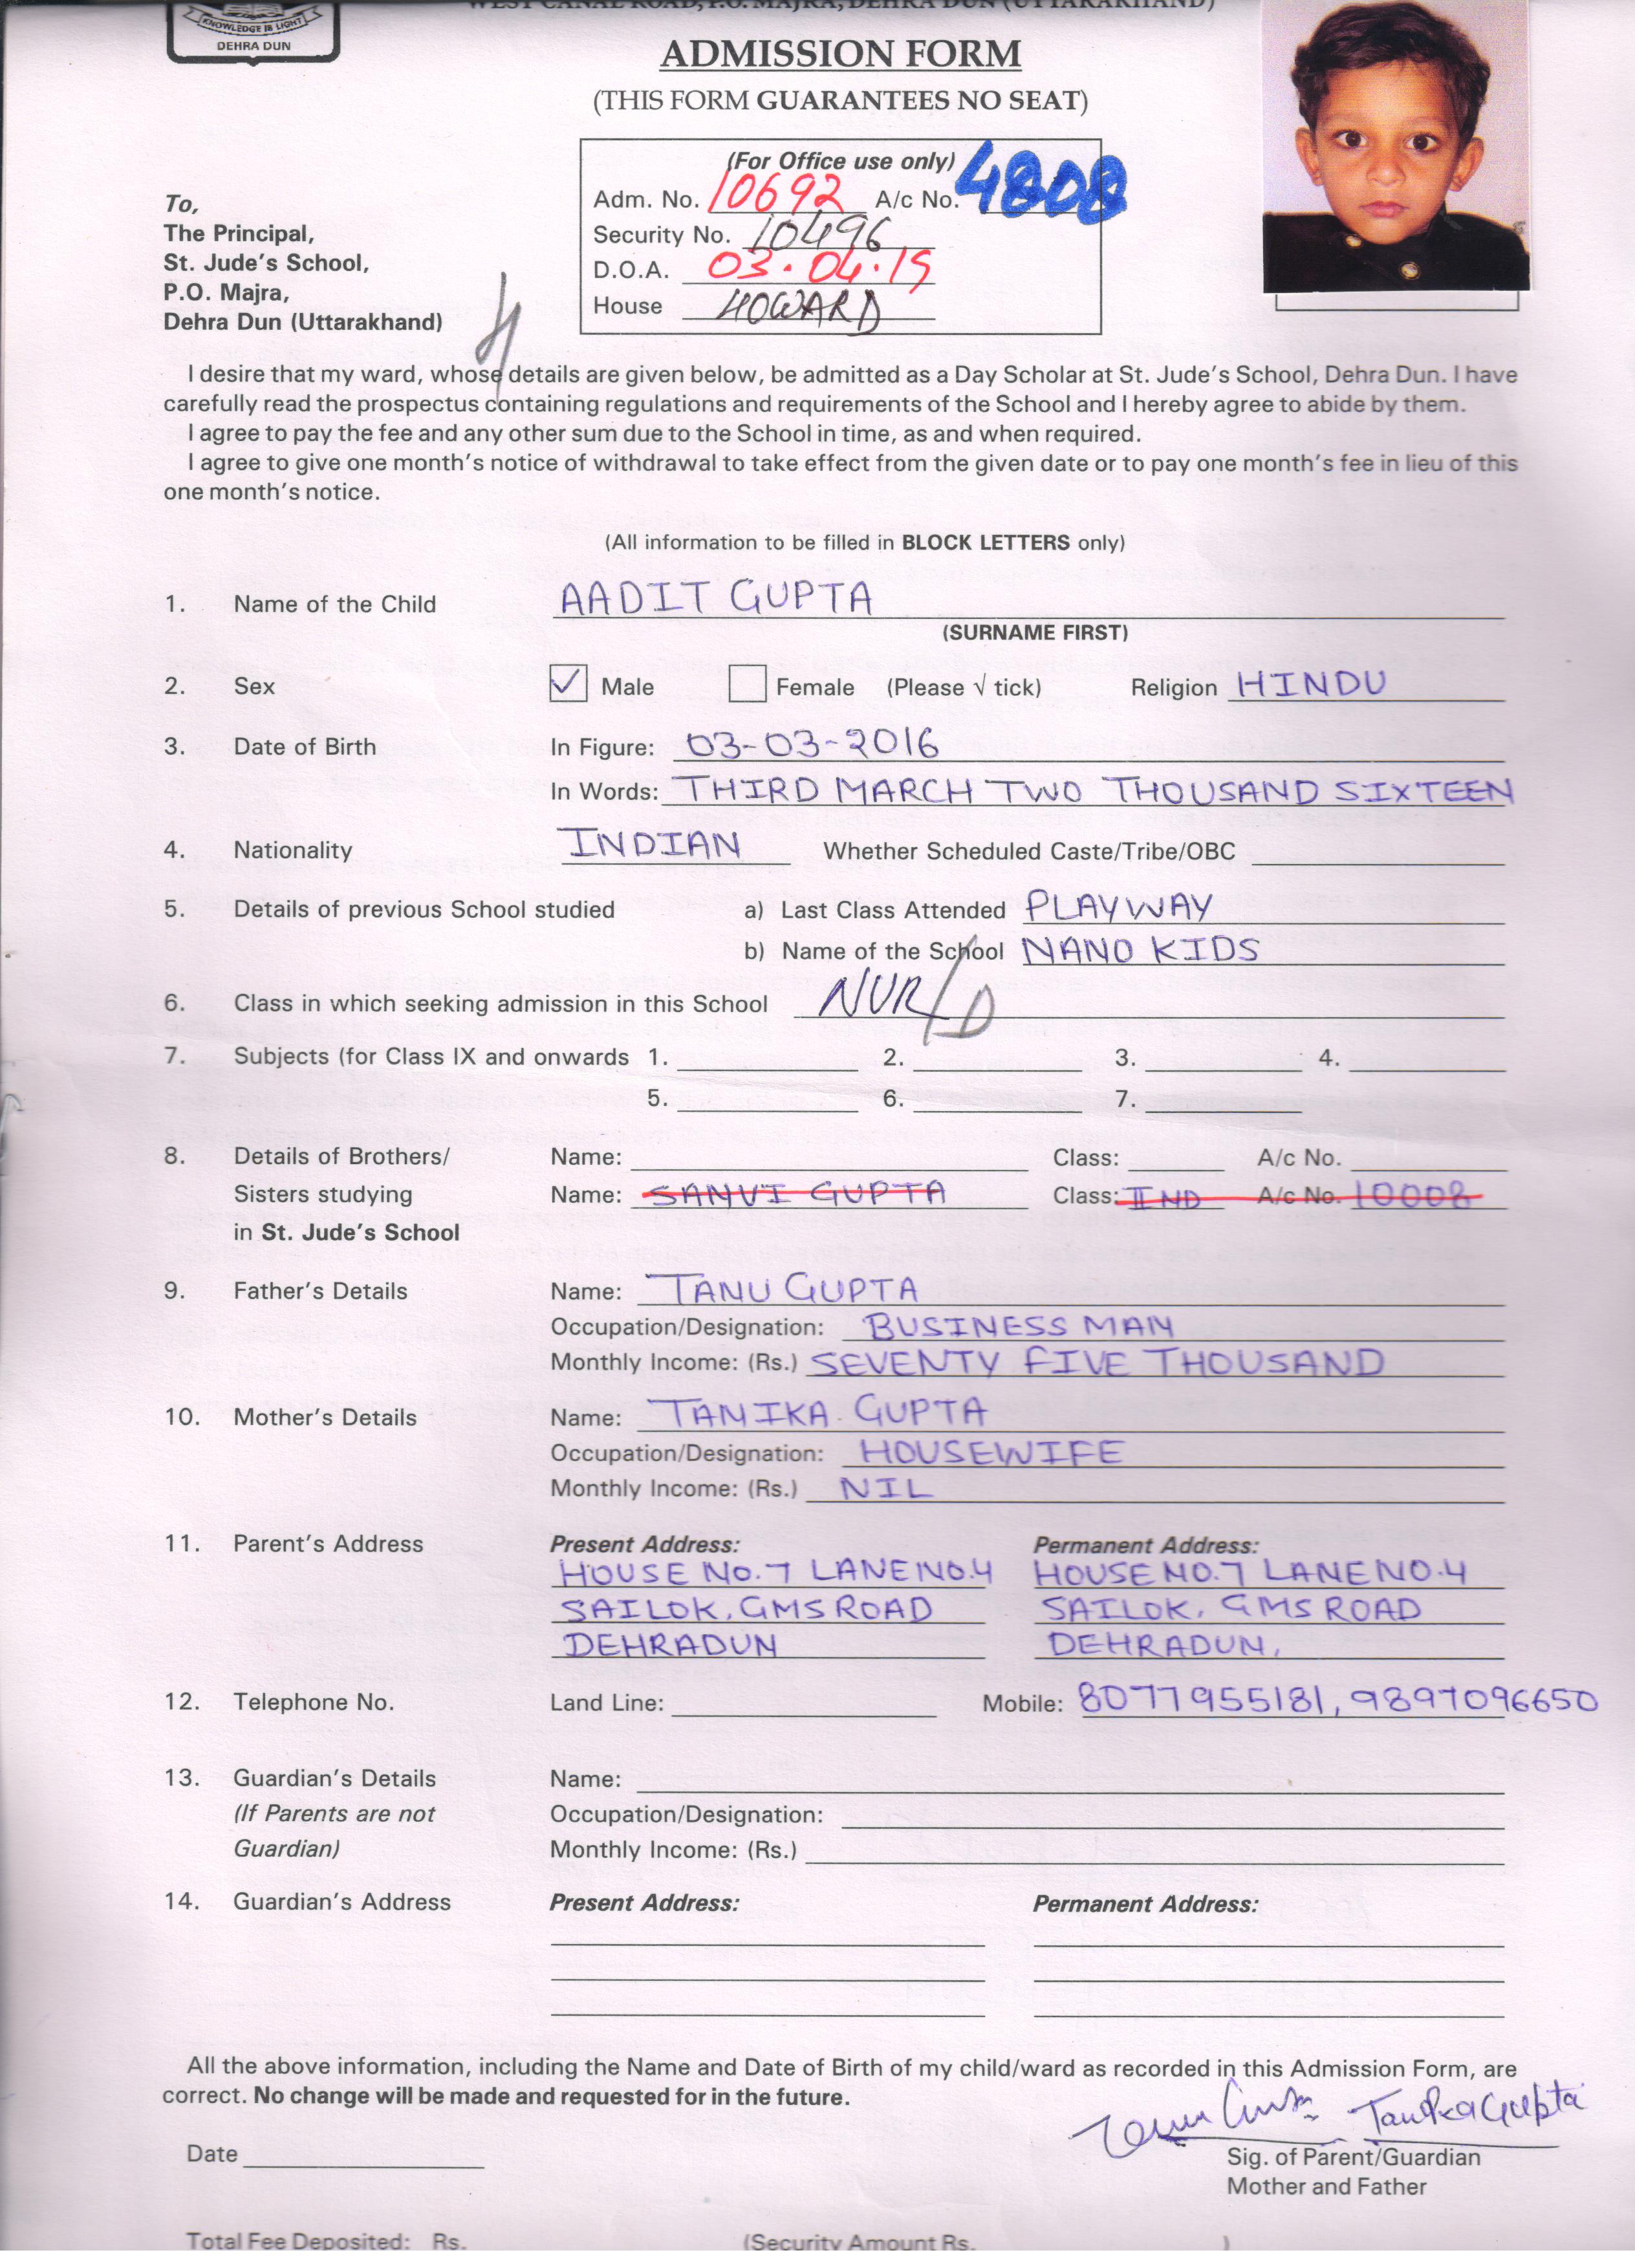 WEST CANAL ROAD, P.O. MAJRA, DEHRA DUN (UTTARAKHAND)
KNOWLEDGE IS LIGHT
DEHRA DUN
ADMISSION FORM
(THIS FORM GUARANTEES NO SEAT)
(For Office use only)
Adm. No. 10692 A/c No. 4808
Security No. 10496
D.O.A. 03.04.19
House HOWARD
To,
The Principal,
St. Jude's School,
P.O. Majra,
Dehra Dun (Uttarakhand)
I desire that my ward, whose details are given below, be admitted as a Day Scholar at St. Jude's School, Dehra Dun. I have
carefully read the prospectus containing regulations and requirements of the School and I hereby agree to abide by them.
I agree to pay the fee and any other sum due to the School in time, as and when required.
I agree to give one month's notice of withdrawal to take effect from the given date or to pay one month's fee in lieu of this
one month's notice.
(All information to be filled in BLOCK LETTERS only)
1. Name of the Child AADIT GUPTA
(SURNAME FIRST)
2. Sex ✓ Male Female (Please √ tick) Religion HINDU
3. Date of Birth In Figure: 03-03-2016
In Words: THIRD MARCH TWO THOUSAND SIXTEEN
4. Nationality INDIAN Whether Scheduled Caste/Tribe/OBC
5. Details of previous School studied a) Last Class Attended PLAYWAY
b) Name of the School NANO KIDS
6. Class in which seeking admission in this School NUR/D
7. Subjects (for Class IX and onwards 1. 2. 3. 4.
5. 6. 7.
8. Details of Brothers/ Name: Class: A/c No.
Sisters studying Name: SANVI GUPTA Class: IIND A/c No. 10008
in St. Jude's School
9. Father's Details Name: TANU GUPTA
Occupation/Designation: BUSINESS MAN
Monthly Income: (Rs.) SEVENTY FIVE THOUSAND
10. Mother's Details Name: TANIKA GUPTA
Occupation/Designation: HOUSEWIFE
Monthly Income: (Rs.) NIL
11. Parent's Address Present Address: Permanent Address:
HOUSE NO.7 LANE NO.4 HOUSE NO.7 LANE NO.4
SAILOK, GMS ROAD SAILOK, GMS ROAD
DEHRADUN DEHRADUN,
12. Telephone No. Land Line: Mobile: 8077955181, 9897096650
13. Guardian's Details Name:
(If Parents are not Occupation/Designation:
Guardian) Monthly Income: (Rs.)
14. Guardian's Address Present Address: Permanent Address:
All the above information, including the Name and Date of Birth of my child/ward as recorded in this Admission Form, are
correct. No change will be made and requested for in the future.
Tanika Gupta
Date Sig. of Parent/Guardian
Mother and Father
Total Fee Deposited: Rs. (Security Amount Rs. )